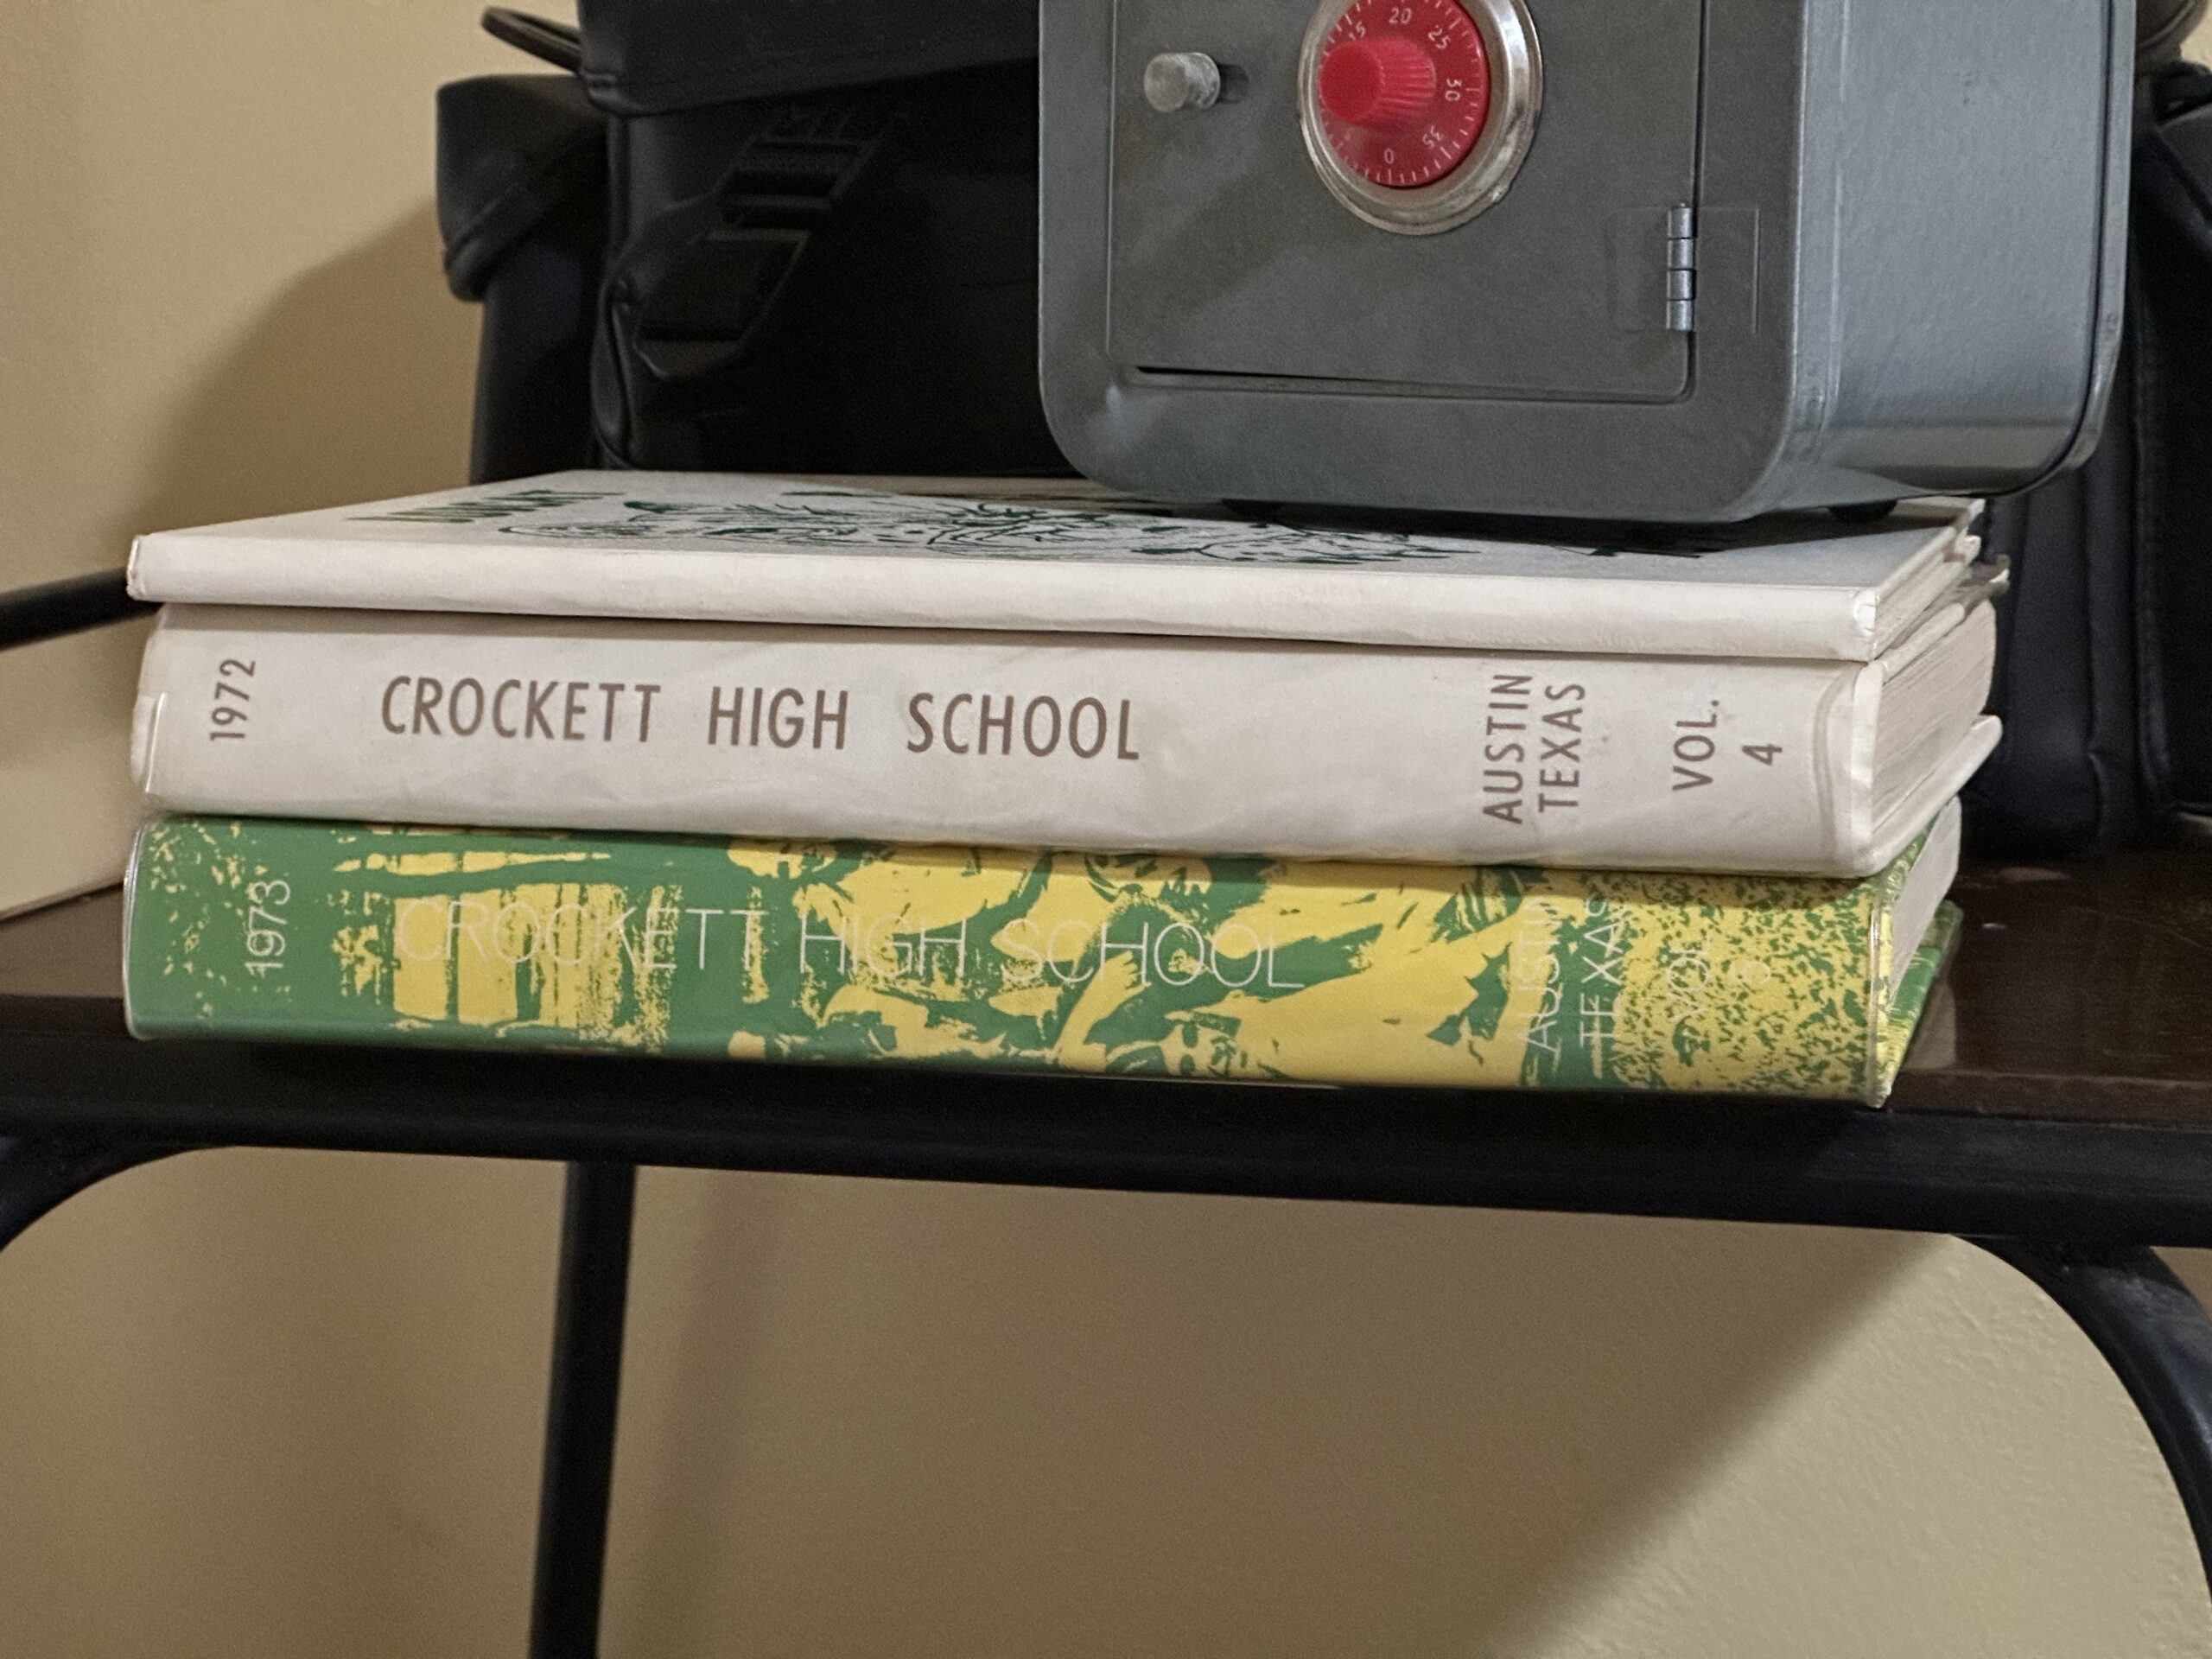 15 20 25 30 35 0
1972 CROCKETT HIGH SCHOOL
AUSTIN
TEXAS
VOL.
4
1973 CROCKETT HIGH SCHOOL
AUSTIN
TEXAS
VOL.